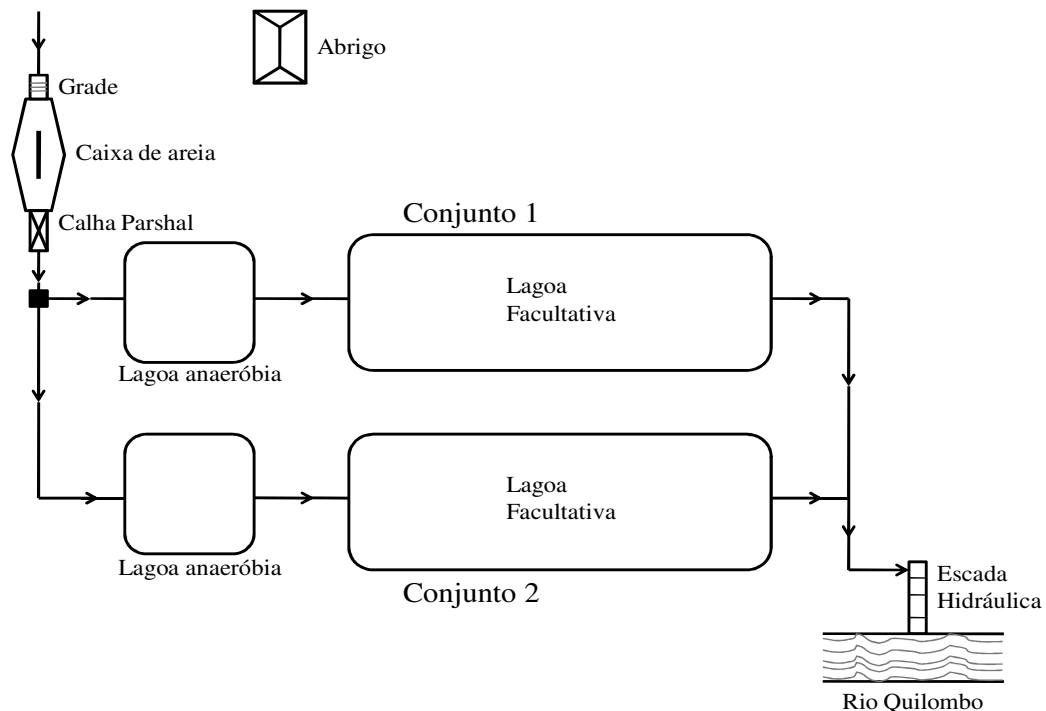 Abrigo
Grade
Caixa de areia
Calha Parshal
Conjunto 1
Lagoa
Facultativa
Lagoa anaeróbia
Lagoa
Facultativa
Lagoa anaeróbia
Conjunto 2
Escada
Hidráulica
Rio Quilombo